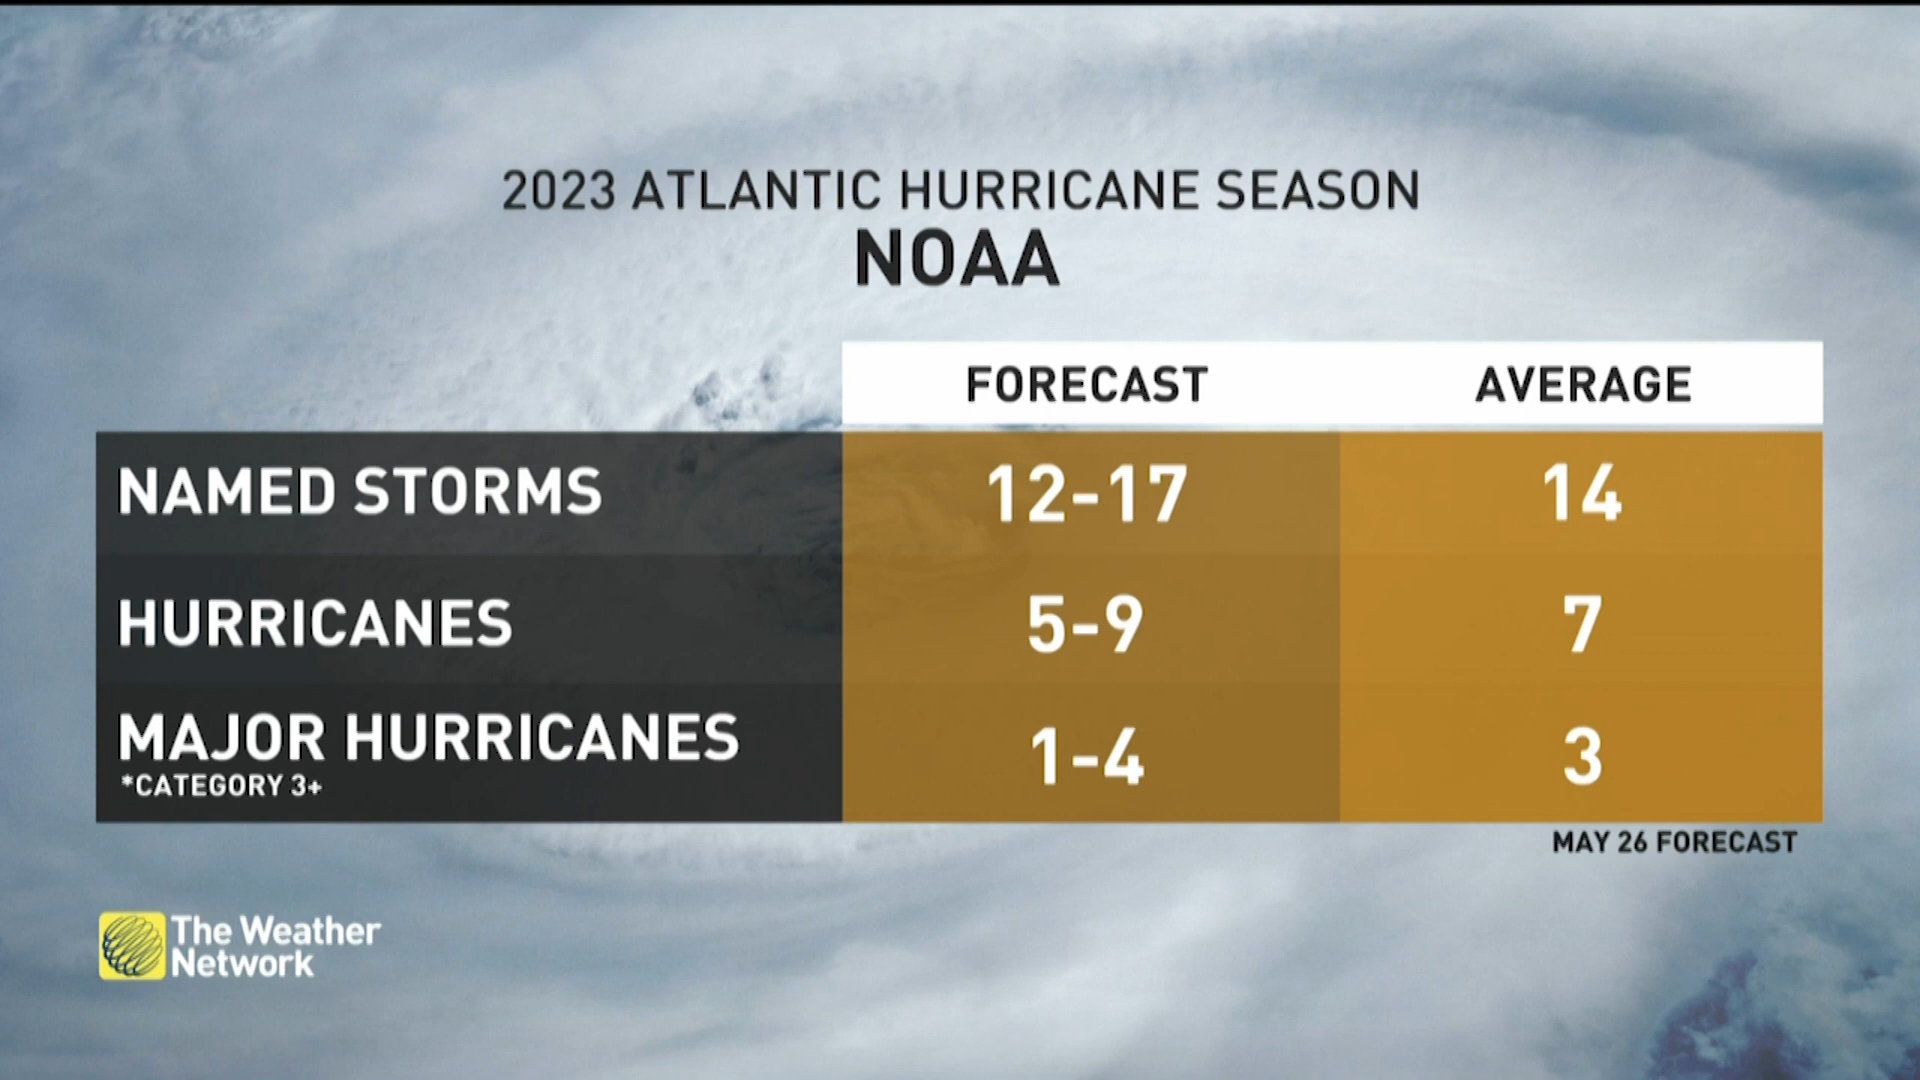 2023 ATLANTIC HURRICANE SEASON
NOAA
FORECAST AVERAGE
NAMED STORMS 12-17 14
HURRICANES 5-9 7
MAJOR HURRICANES 1-4 3
*CATEGORY 3+
MAY 26 FORECAST
The Weather
Network